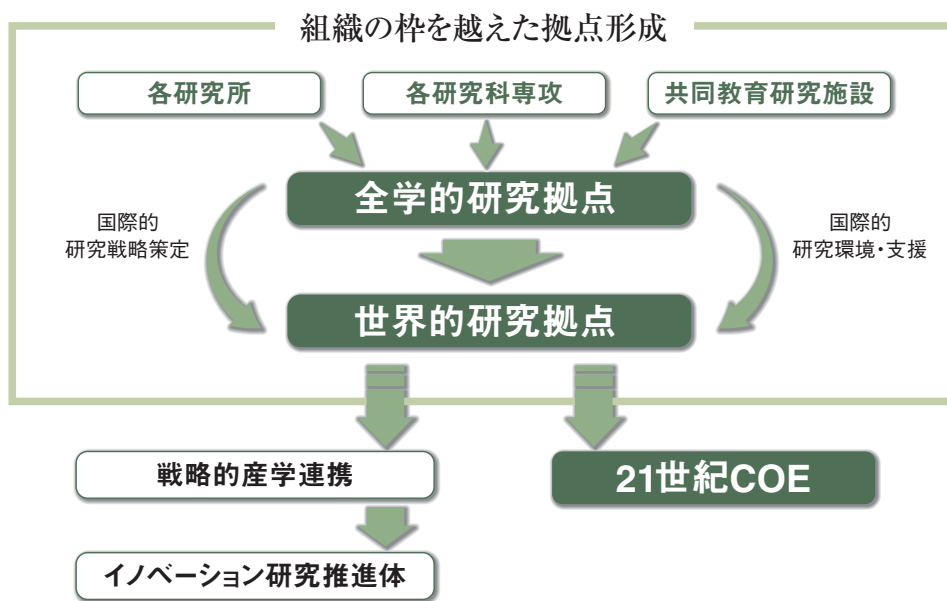 組織の枠を越えた拠点形成
各研究所
各研究科専攻
共同教育研究施設
全学的研究拠点
国際的
研究戦略策定
国際的
研究環境・支援
世界的研究拠点
戦略的産学連携
21世紀COE
イノベーション研究推進体